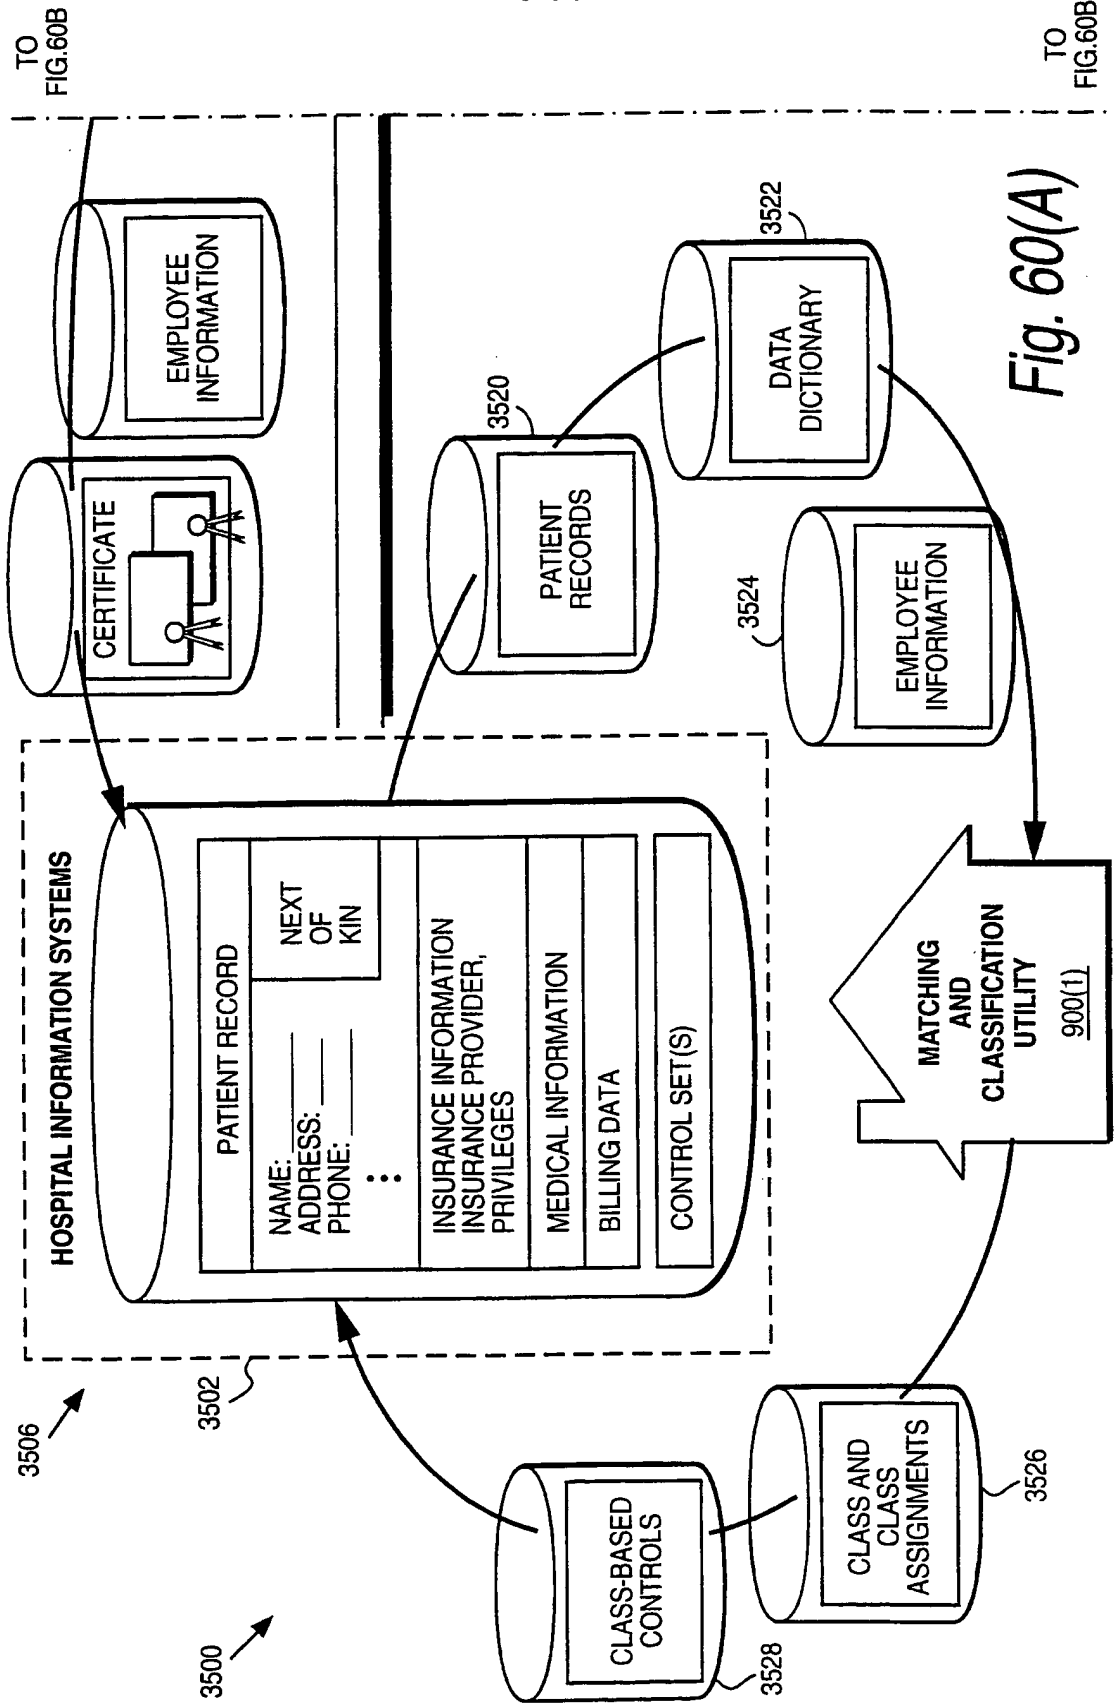 TO
FIG.60B
TO
FIG.60B
3506
HOSPITAL INFORMATION SYSTEMS
CERTIFICATE
EMPLOYEE
INFORMATION
3502
PATIENT RECORD
NAME:
ADDRESS:
PHONE:
NEXT
OF
KIN
INSURANCE INFORMATION
INSURANCE PROVIDER,
PRIVILEGES
MEDICAL INFORMATION
BILLING DATA
CONTROL SET(S)
3500
CLASS-BASED
CONTROLS
3528
CLASS AND
CLASS
ASSIGNMENTS
3526
MATCHING
AND
CLASSIFICATION
UTILITY
900(1)
3520
PATIENT
RECORDS
3522
DATA
DICTIONARY
3524
EMPLOYEE
INFORMATION
Fig. 60(A)